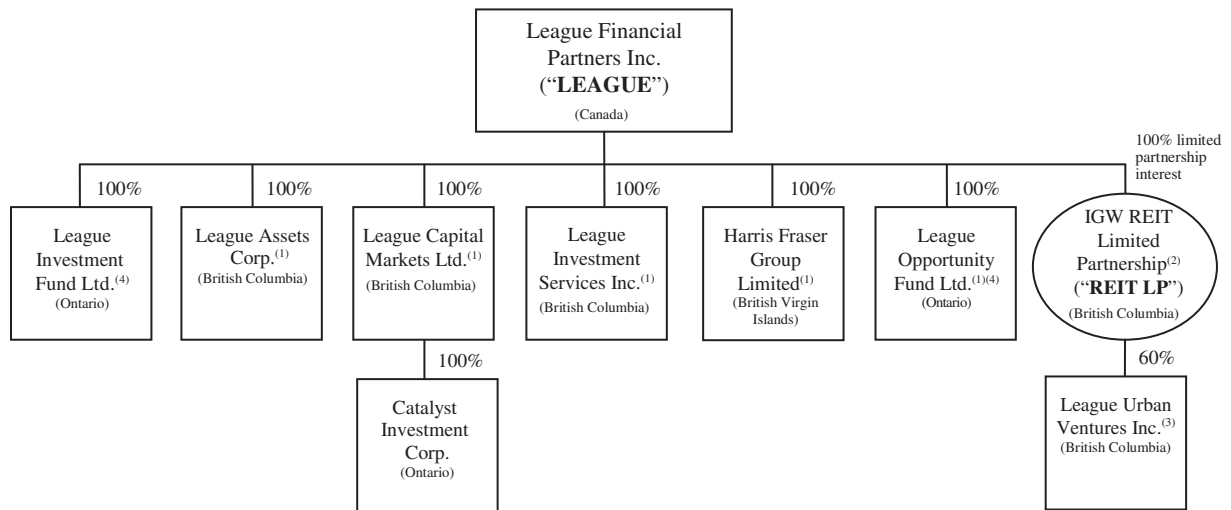 League Financial
Partners Inc.
(“LEAGUE”)
(Canada)
100% limited
partnership
interest
100%
100%
100%
100%
100%
100%
League
Investment
Fund Ltd.(4)
(Ontario)
League Assets
Corp.(1)
(British Columbia)
League Capital
Markets Ltd.(1)
(British Columbia)
League
Investment
Services Inc.(1)
(British Columbia)
Harris Fraser
Group
Limited(1)
(British Virgin
Islands)
League
Opportunity
Fund Ltd.(1)(4)
(Ontario)
IGW REIT
Limited
Partnership(2)
(“REIT LP”)
(British Columbia)
100%
60%
Catalyst
Investment
Corp.
(Ontario)
League Urban
Ventures Inc.(3)
(British Columbia)